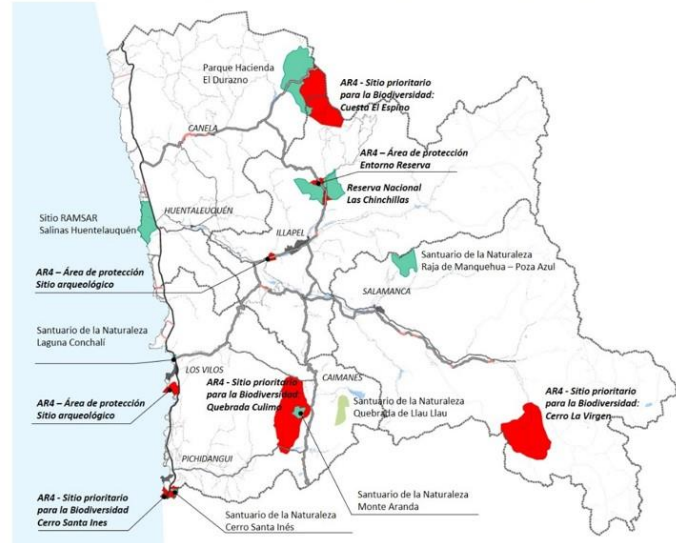 Parque Hacienda
El Durazno
AR4 - Sitio prioritario
para la Biodiversidad:
Cuesta El Espino
CANELA
AR4 – Área de protección
Entorno Reserva
Reserva Nacional
Las Chinchillas
HUENTELAUQUÉN
Sitio RAMSAR
Salinas Huentelauquén
ILLAPEL
Santuario de la Naturaleza
Raja de Manquehua – Poza Azul
AR4 – Área de protección
Sitio arqueológico
SALAMANCA
Santuario de la Naturaleza
Laguna Conchalí
LOS VILOS
AR4 - Sitio prioritario
para la Biodiversidad
Quebrada Culimo
CAIMANES
AR4 – Área de protección
Sitio arqueológico
Santuario de la Naturaleza
Quebrada de Llau Llau
AR4 - Sitio prioritario
para la Biodiversidad:
Cerro La Virgen
PICHIDANGUI
AR4 - Sitio prioritario
para la Biodiversidad
Cerro Santa Ines
Santuario de la Naturaleza
Cerro Santa Inés
Santuario de la Naturaleza
Monte Aranda